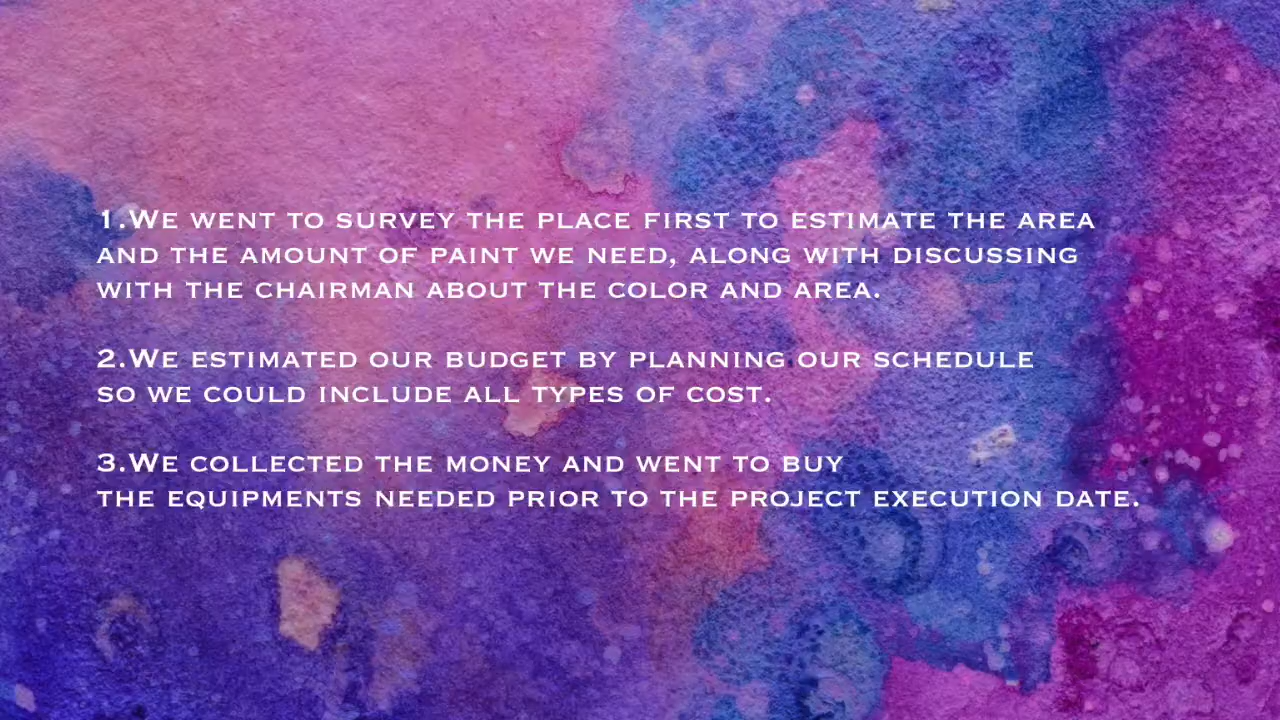 1.We went to survey the place first to estimate the area
and the amount of paint we need, along with discussing
with the chairman about the color and area.
2.We estimated our budget by planning our schedule
so we could include all types of cost.
3.We collected the money and went to buy
the equipments needed prior to the project execution date.